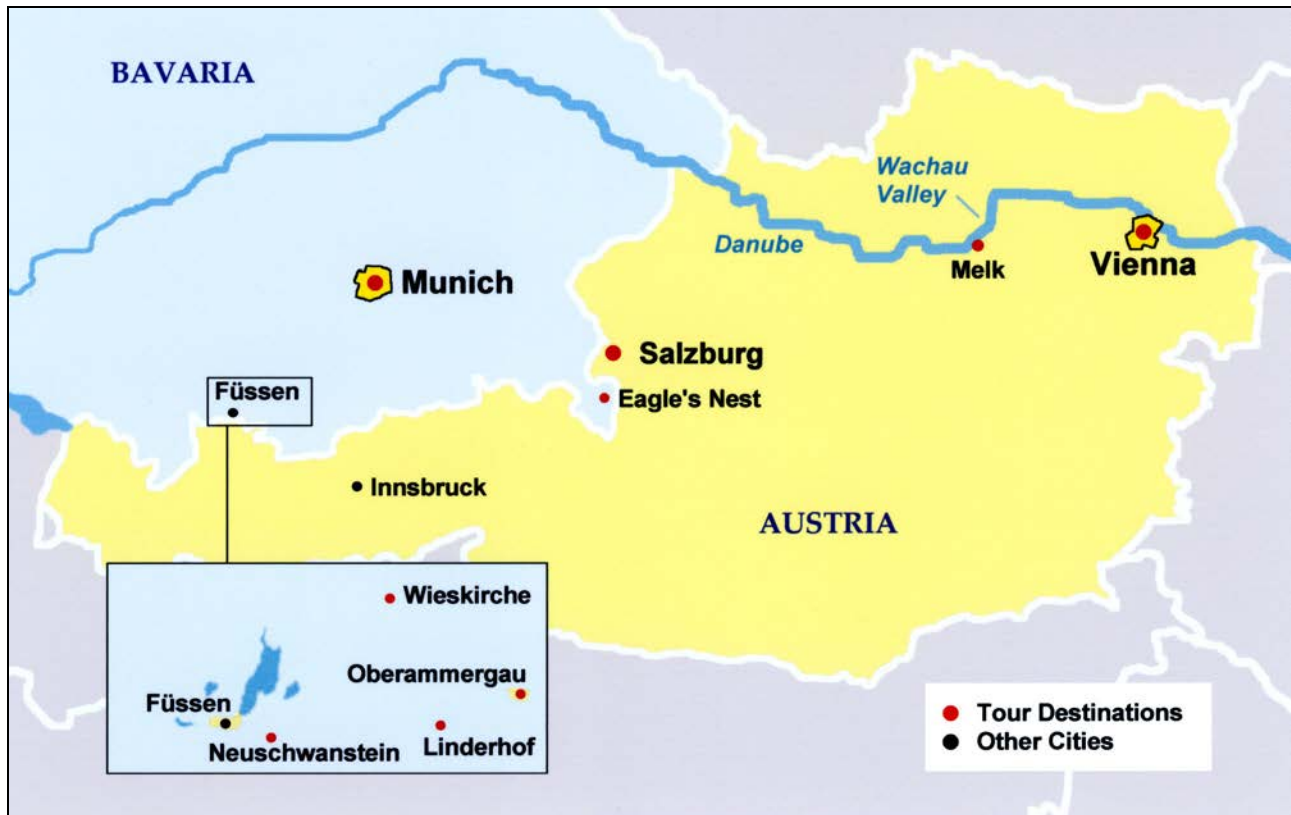 BAVARIA
Wachau
Valley
Danube
Melk
Vienna
Munich
Salzburg
Eagle's Nest
Füssen
Innsbruck
AUSTRIA
Wieskirche
Oberammergau
Füssen
Neuschwanstein
Linderhof
Tour Destinations
Other Cities